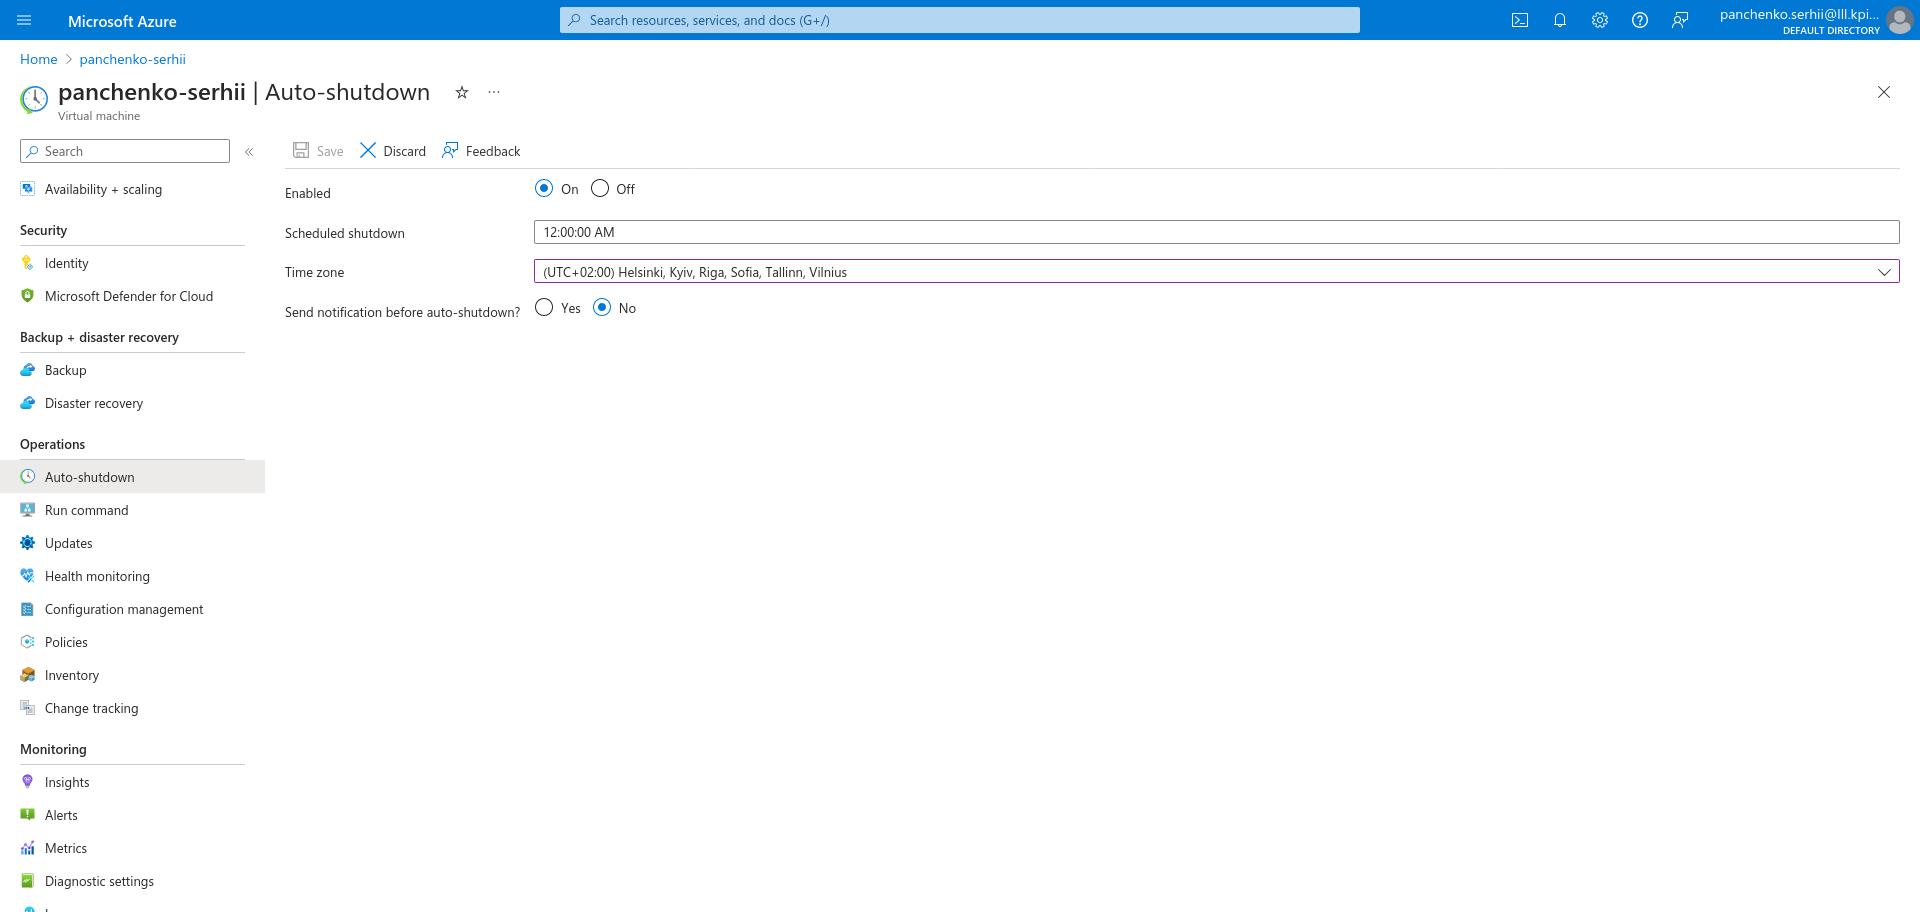 Microsoft Azure
Search resources, services, and docs (G+/)
panchenko.serhii@lll.kpi...
DEFAULT DIRECTORY
Home > panchenko-serhii
panchenko-serhii | Auto-shutdown
Virtual machine
Search
Save Discard Feedback
Enabled On Off
Scheduled shutdown 12:00:00 AM
Time zone (UTC+02:00) Helsinki, Kyiv, Riga, Sofia, Tallinn, Vilnius
Send notification before auto-shutdown? Yes No
Availability + scaling
Security
Identity
Microsoft Defender for Cloud
Backup + disaster recovery
Backup
Disaster recovery
Operations
Auto-shutdown
Run command
Updates
Health monitoring
Configuration management
Policies
Inventory
Change tracking
Monitoring
Insights
Alerts
Metrics
Diagnostic settings